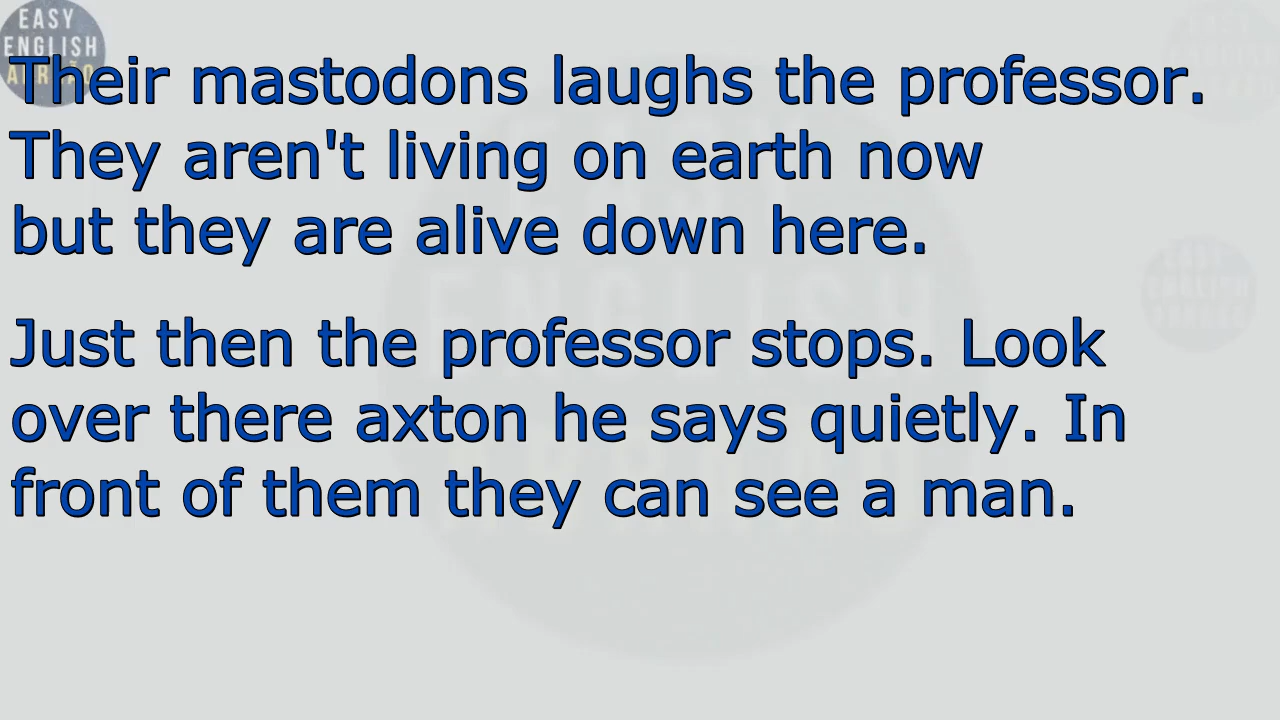 EASY
ENGLISH
Their mastodons laughs the professor.
They aren't living on earth now
but they are alive down here.
Just then the professor stops. Look
over there axton he says quietly. In
front of them they can see a man.